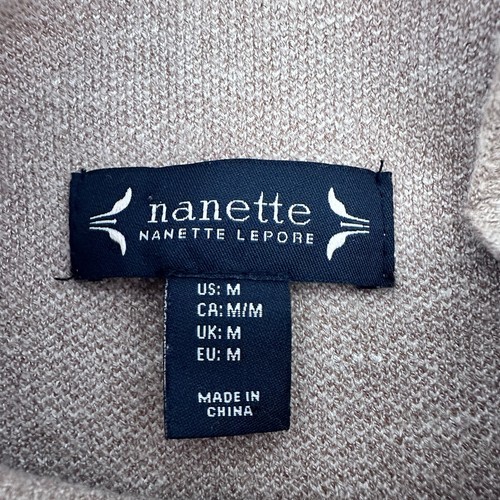 nanette
NANETTE LEPORE
US: M
CA: M/M
UK: M
EU: M
MADE IN
CHINA